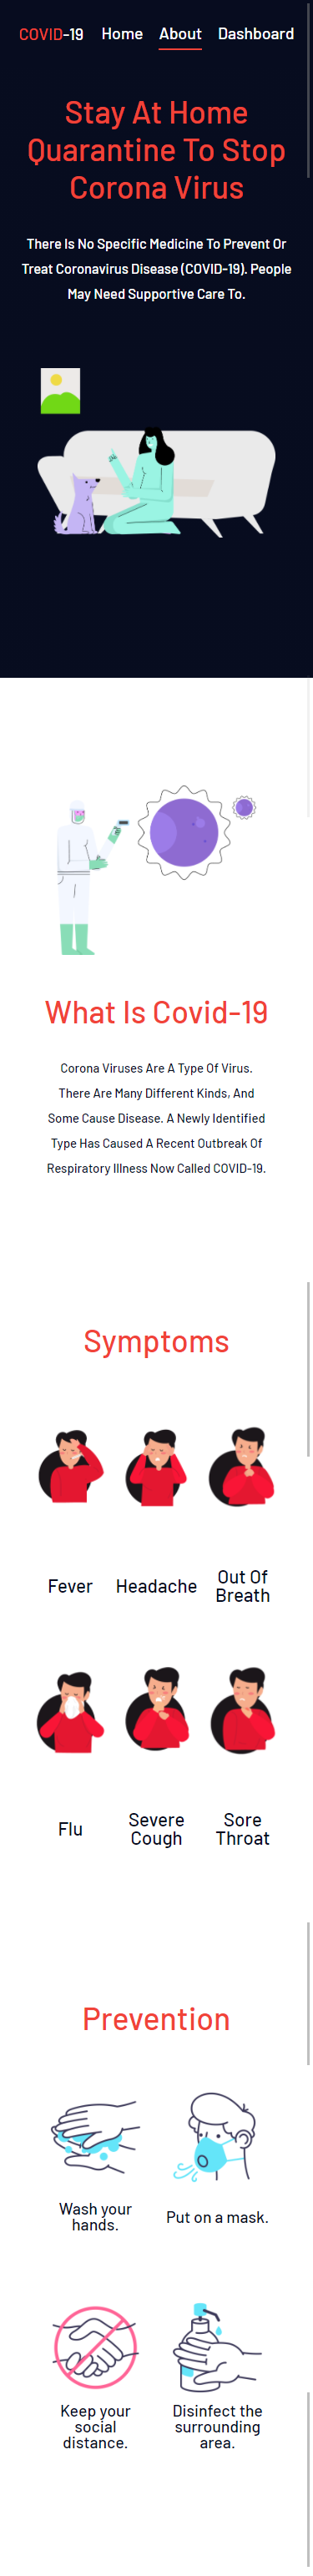 COVID-19 Home About Dashboard
Stay At Home
Quarantine To Stop
Corona Virus
There Is No Specific Medicine To Prevent Or
Treat Coronavirus Disease (COVID-19). People
May Need Supportive Care To.
What Is Covid-19
Corona Viruses Are A Type Of Virus.
There Are Many Different Kinds, And
Some Cause Disease. A Newly Identified
Type Has Caused A Recent Outbreak Of
Respiratory Illness Now Called COVID-19.
Symptoms
Fever
Headache
Out Of
Breath
Flu
Severe
Cough
Sore
Throat
Prevention
Wash your
hands.
Put on a mask.
Keep your
social
distance.
Disinfect the
surrounding
area.